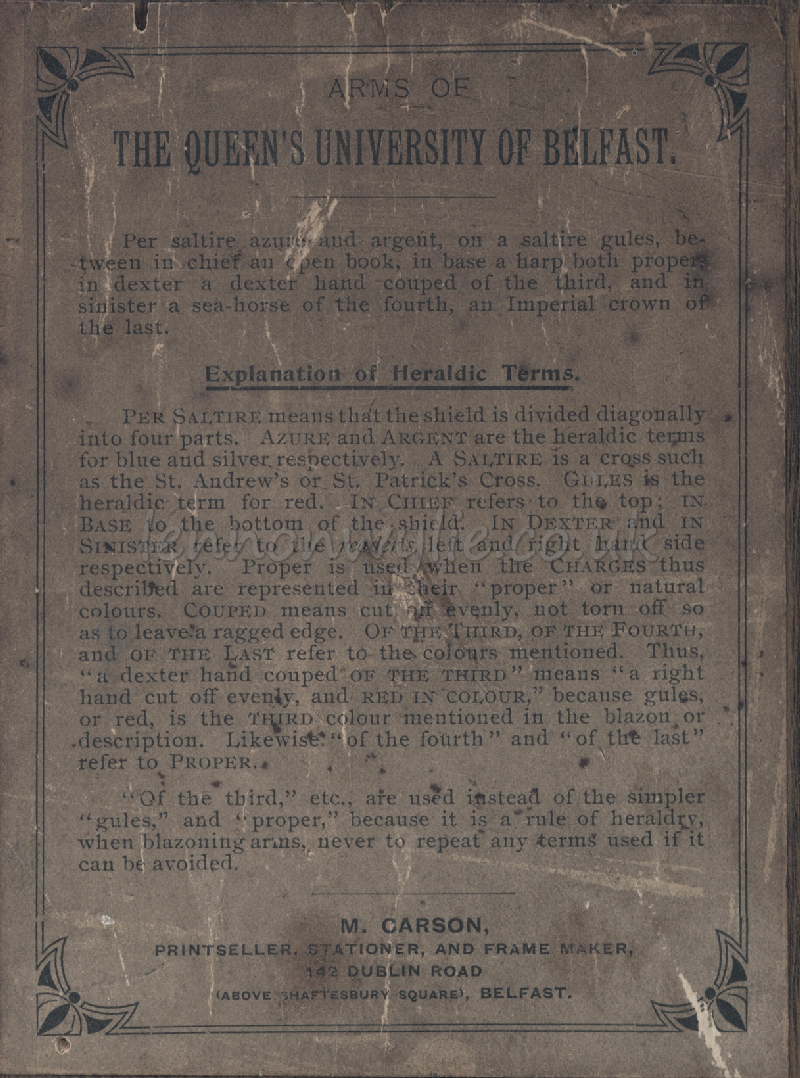 ARMS OF
THE QUEEN'S UNIVERSITY OF BELFAST.
Per saltire azure and argent, on a saltire gules, be-
tween in chief an open book, in base a harp both proper,
in dexter a dexter hand couped of the third, and in
sinister a sea-horse of the fourth, an Imperial crown of
the last.
Explanation of Heraldic Terms.
PER SALTIRE means that the shield is divided diagonally
into four parts. AZURE and ARGENT are the heraldic terms
for blue and silver respectively. A SALTIRE is a cross such
as the St. Andrew's or St. Patrick's Cross. GULES is the
heraldic term for red. IN CHIEF refers to the top; IN
BASE to the bottom of the shield. IN DEXTER and IN
SINISTER refer to the reader's left and right hand side
respectively. Proper is used when the CHARGES thus
described are represented in their "proper" or natural
colours. COUPED means cut off evenly, not torn off so
as to leave a ragged edge. OF THE THIRD, OF THE FOURTH,
and OF THE LAST refer to the colours mentioned. Thus,
"a dexter hand couped OF THE THIRD" means "a right
hand cut off evenly, and RED IN COLOUR," because gules,
or red, is the THIRD colour mentioned in the blazon or
description. Likewise "of the fourth" and "of the last"
refer to PROPER.
"Of the third," etc., are used instead of the simpler
"gules," and "proper," because it is a rule of heraldry,
when blazoning arms, never to repeat any terms used if it
can be avoided.
M. CARSON,
PRINTSELLER, STATIONER, AND FRAME MAKER,
142 DUBLIN ROAD
(ABOVE SHAFTESBURY SQUARE), BELFAST.